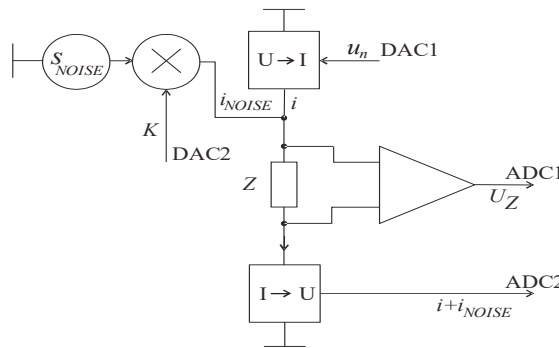 S_NOISE
K
DAC2
i_NOISE
i
U → I
u_n
DAC1
Z
ADC1
U_Z
I → U
ADC2
i+i_NOISE